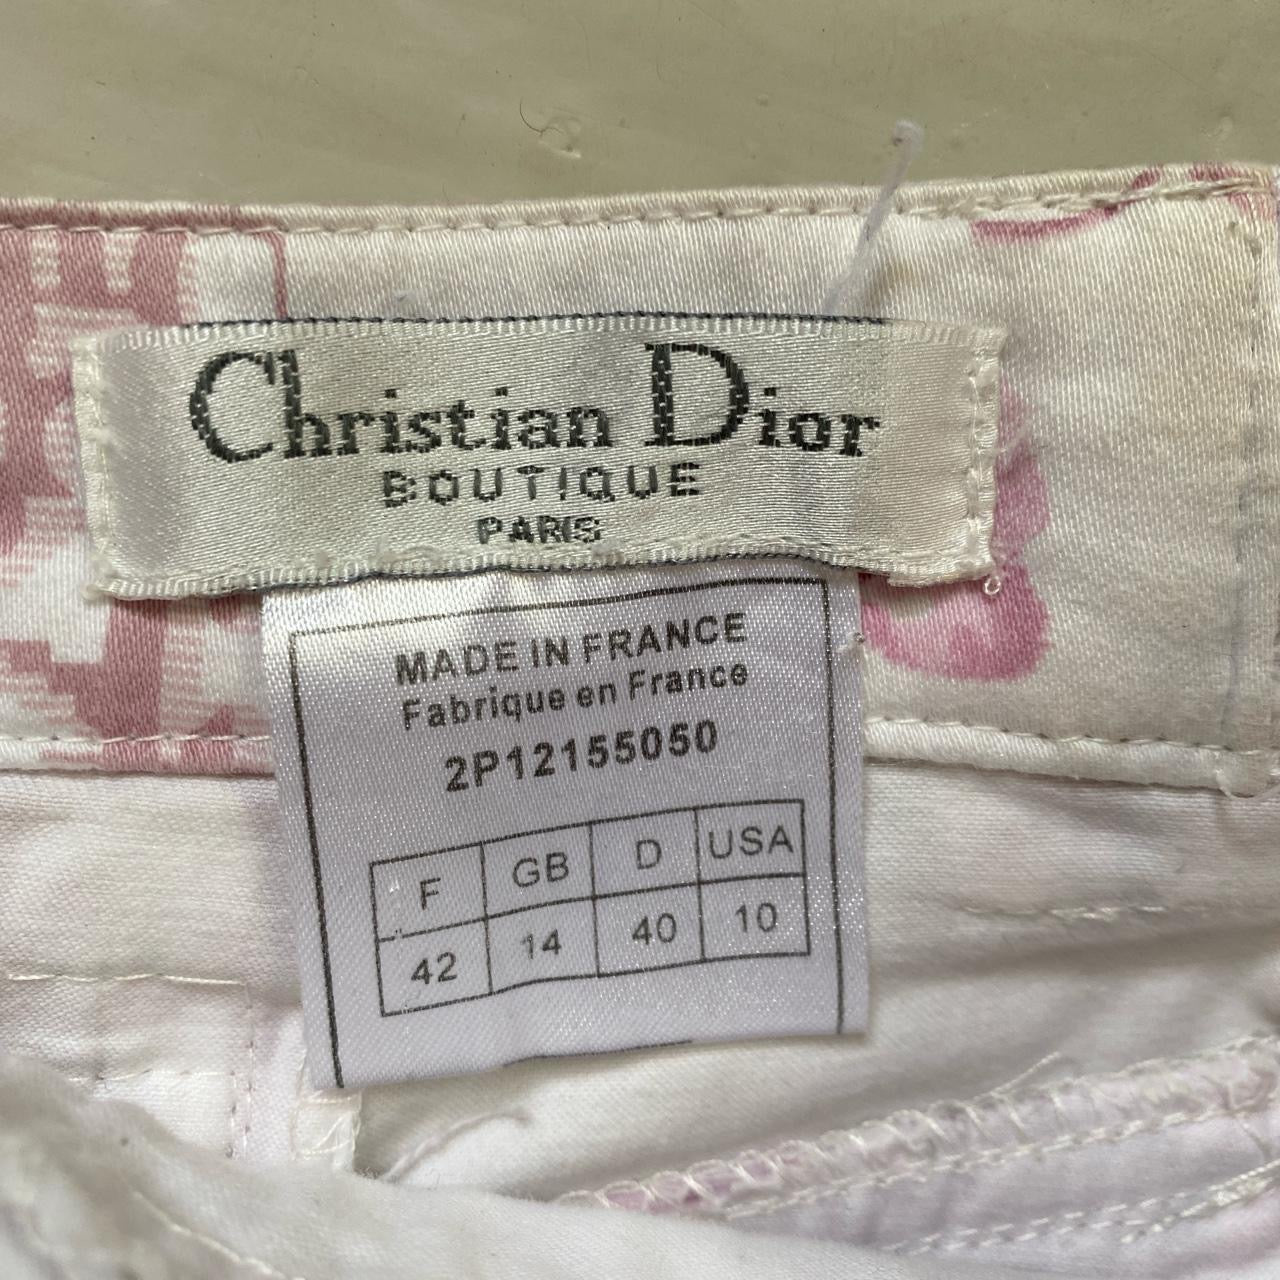 Christian Dior
BOUTIQUE
PARIS
MADE IN FRANCE
Fabrique en France
2P12155050
F GB D USA
42 14 40 10